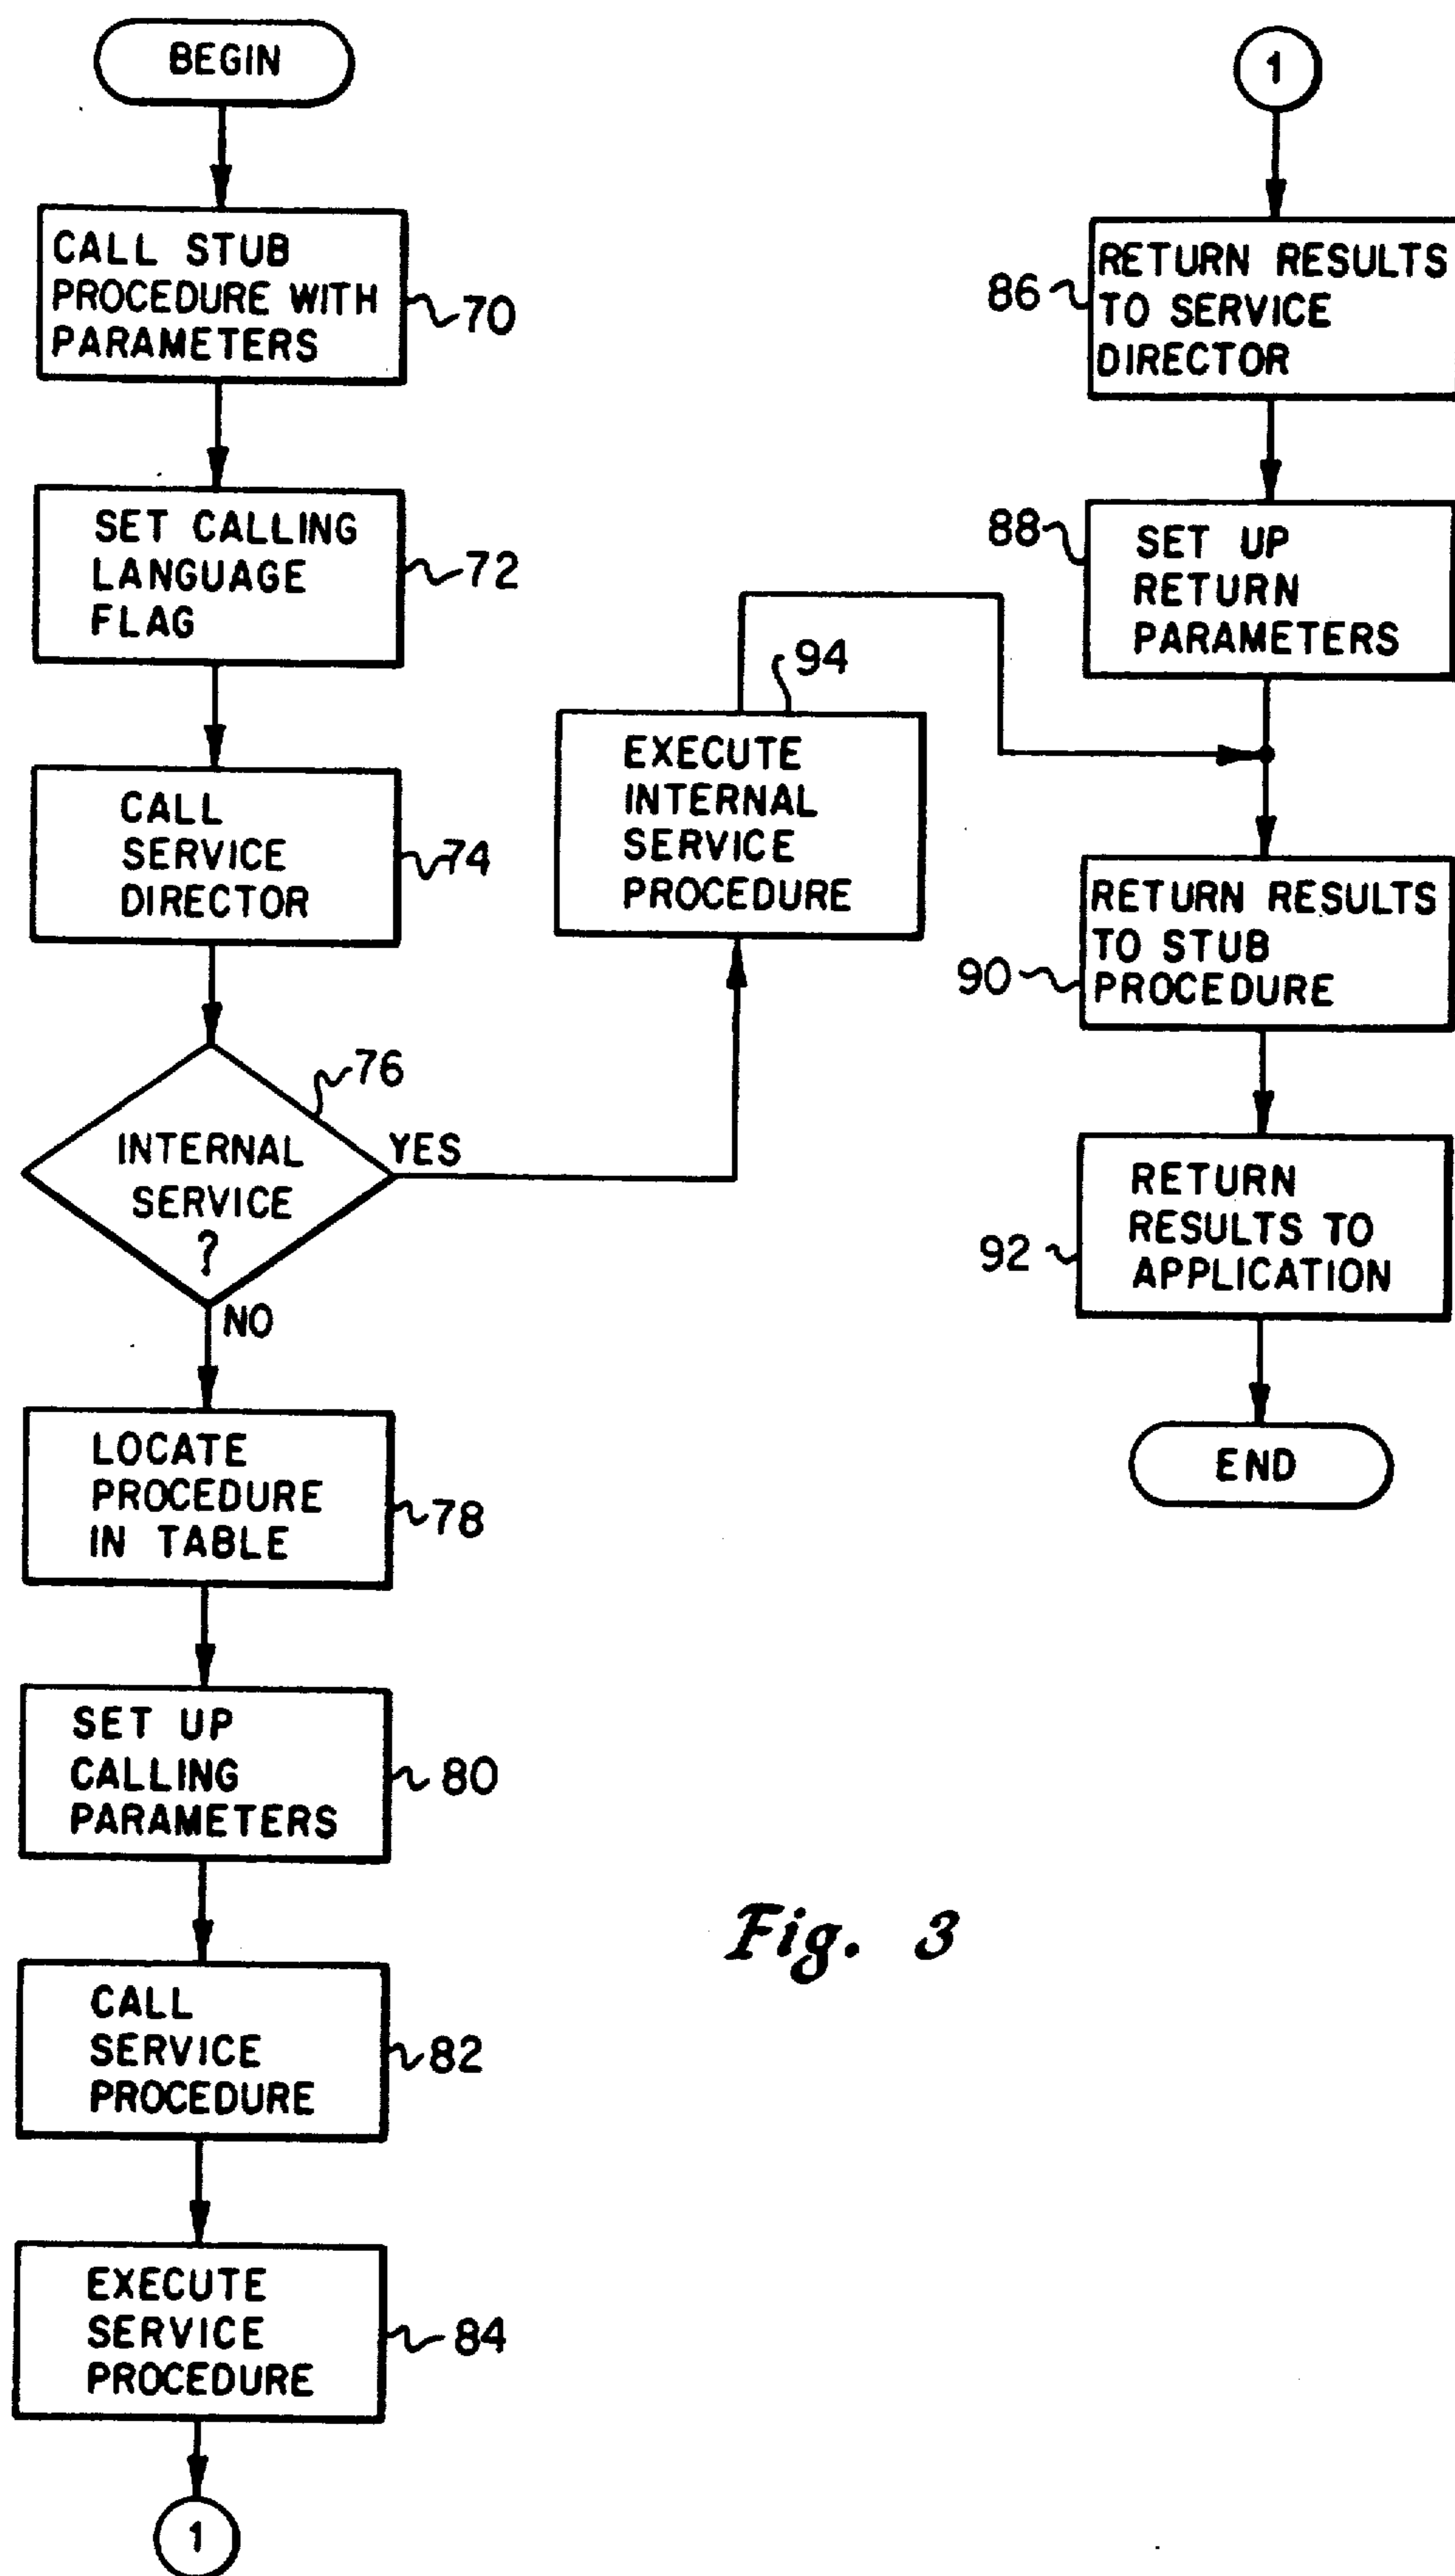 BEGIN
CALL STUB
PROCEDURE WITH
PARAMETERS
70
SET CALLING
LANGUAGE
FLAG
72
CALL
SERVICE
DIRECTOR
74
INTERNAL
SERVICE
?
76
YES
NO
LOCATE
PROCEDURE
IN TABLE
78
SET UP
CALLING
PARAMETERS
80
CALL
SERVICE
PROCEDURE
82
EXECUTE
SERVICE
PROCEDURE
84
1
94
EXECUTE
INTERNAL
SERVICE
PROCEDURE
1
86
RETURN RESULTS
TO SERVICE
DIRECTOR
88
SET UP
RETURN
PARAMETERS
90
RETURN RESULTS
TO STUB
PROCEDURE
92
RETURN
RESULTS TO
APPLICATION
END
Fig. 3